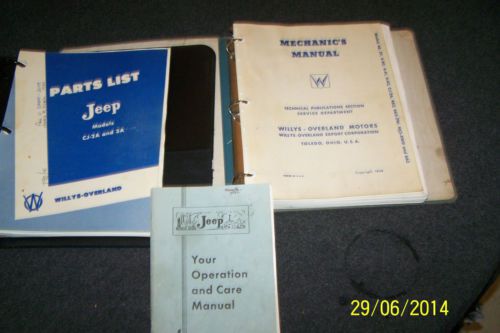 PARTS LIST
Jeep
Models
CJ-2A and 3A
WILLYS-OVERLAND
MECHANIC'S
MANUAL
W
TECHNICAL PUBLICATIONS SECTION
SERVICE DEPARTMENT
WILLYS-OVERLAND MOTORS
WILLYS-OVERLAND EXPORT CORPORATION
TOLEDO, OHIO, U.S.A.
Jeep
Your
Operation
and Care
Manual
29/06/2014